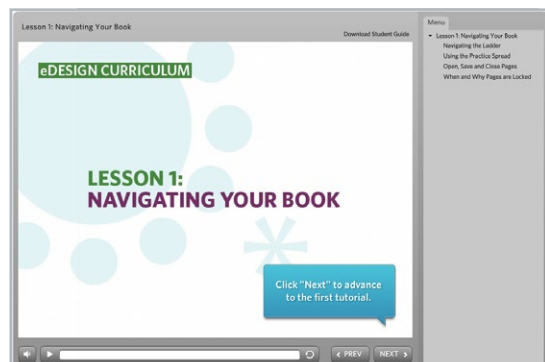 Lesson 1: Navigating Your Book
Download Student Guide
eDESIGN CURRICULUM
LESSON 1:
NAVIGATING YOUR BOOK
Click "Next" to advance
to the first tutorial.
PREV
NEXT
Menu
Lesson 1: Navigating Your Book
Navigating the Ladder
Using the Practice Spread
Open, Save and Close Pages
When and Why Pages are Locked